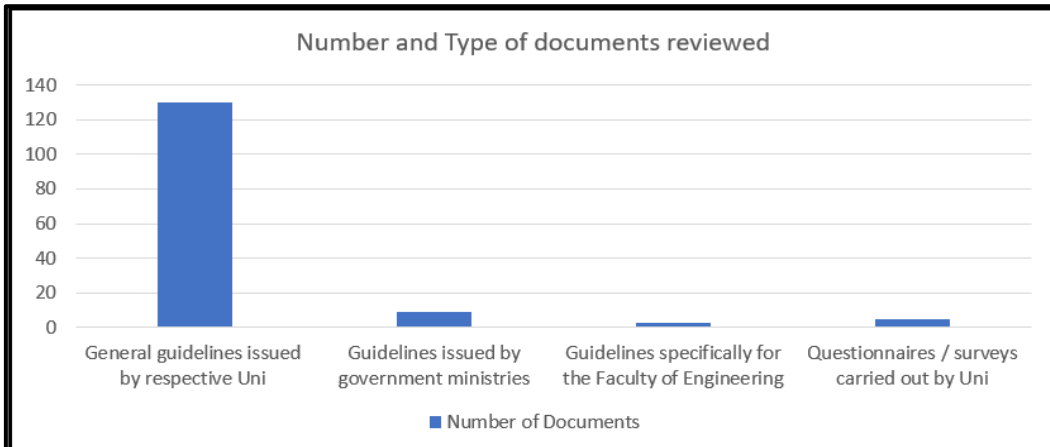 Number and Type of documents reviewed
140
120
100
80
60
40
20
0
General guidelines issued
by respective Uni
Guidelines issued by
government ministries
Guidelines specifically for
the Faculty of Engineering
Questionnaires / surveys
carried out by Uni
Number of Documents